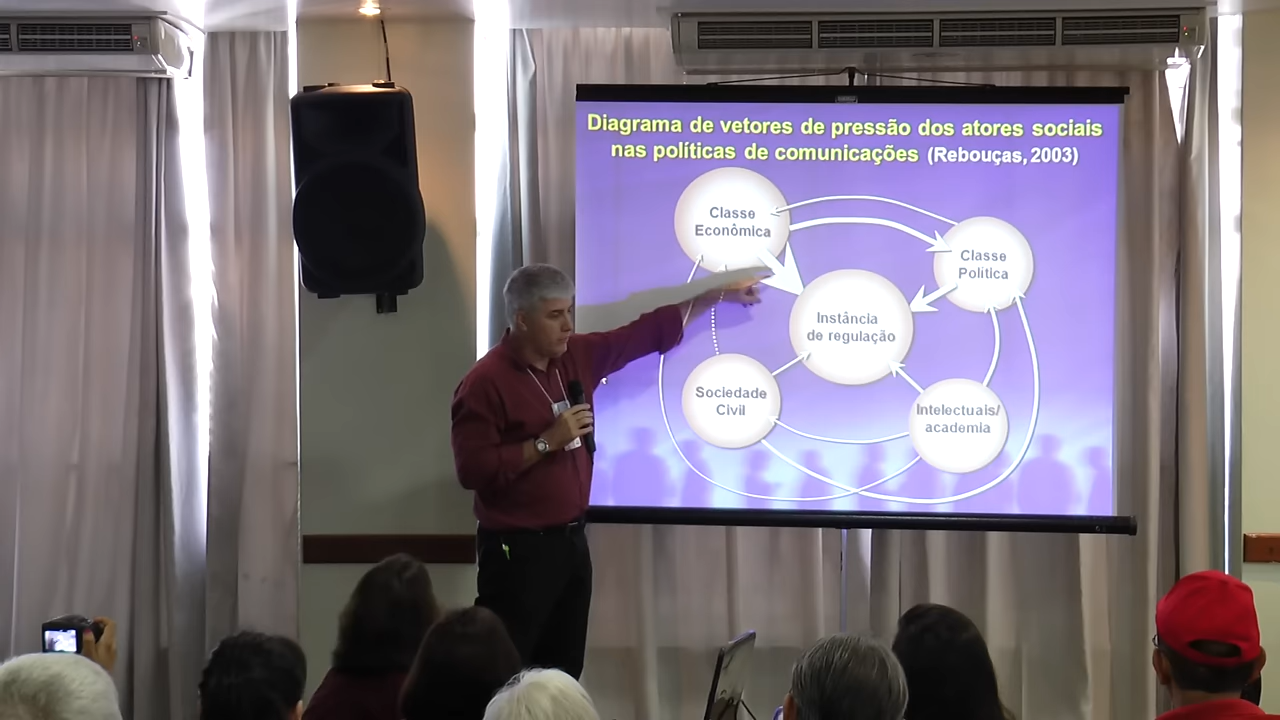 Diagrama de vetores de pressão dos atores sociais
nas políticas de comunicações (Rebouças, 2003)
Classe
Econômica
Classe
Política
Instância
de regulação
Sociedade
Civil
Intelectuais/
academia